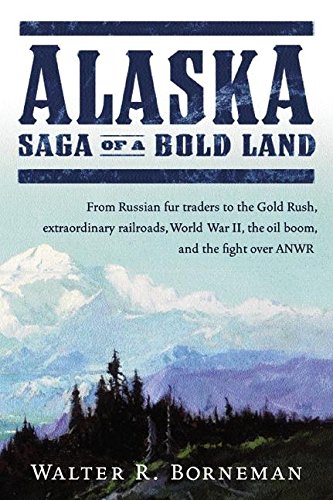 ALASKA
SAGA OF A BOLD LAND
From Russian fur traders to the Gold Rush,
extraordinary railroads, World War II, the oil boom,
and the fight over ANWR
WALTER R. BORNEMAN